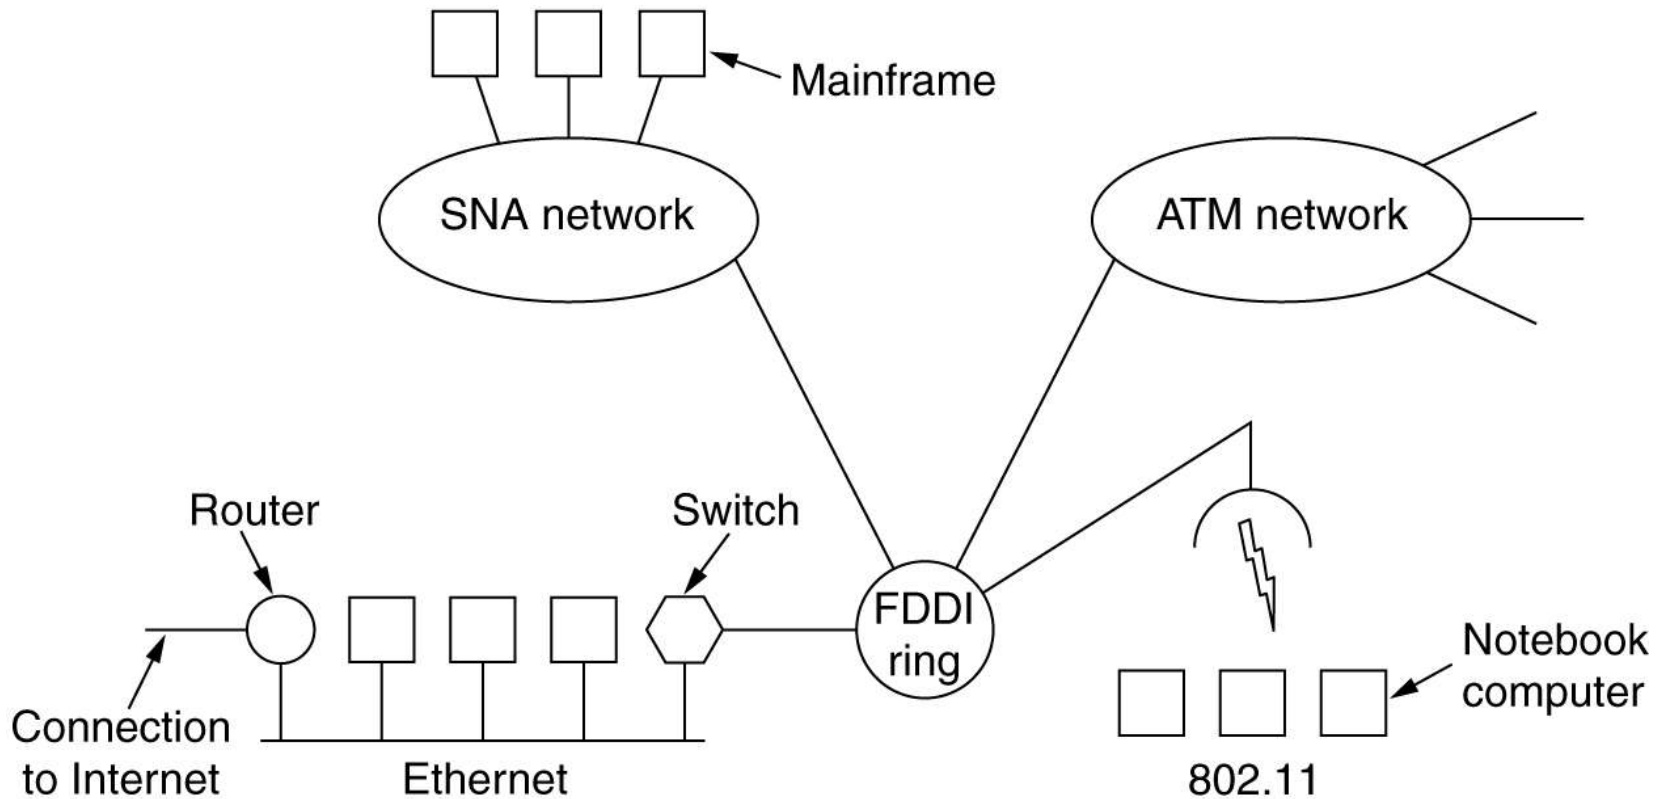 Mainframe
SNA network
ATM network
Router
Switch
FDDI
ring
Notebook
computer
Connection
to Internet
Ethernet
802.11